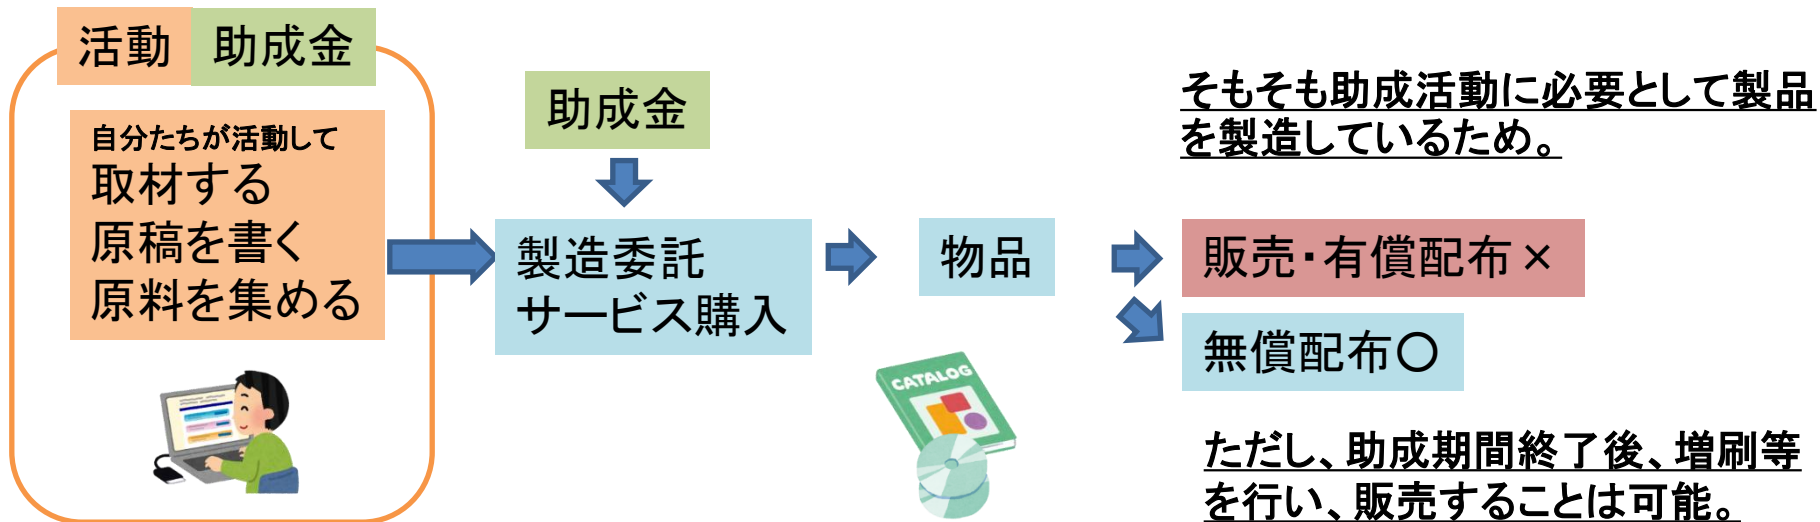 活動 助成金
自分たちが活動して
取材する
原稿を書く
原料を集める
助成金
製造委託
サービス購入
物品
CATALOG
そもそも助成活動に必要として製品
を製造しているため。
販売・有償配布×
無償配布〇
ただし、助成期間終了後、増刷等
を行い、販売することは可能。